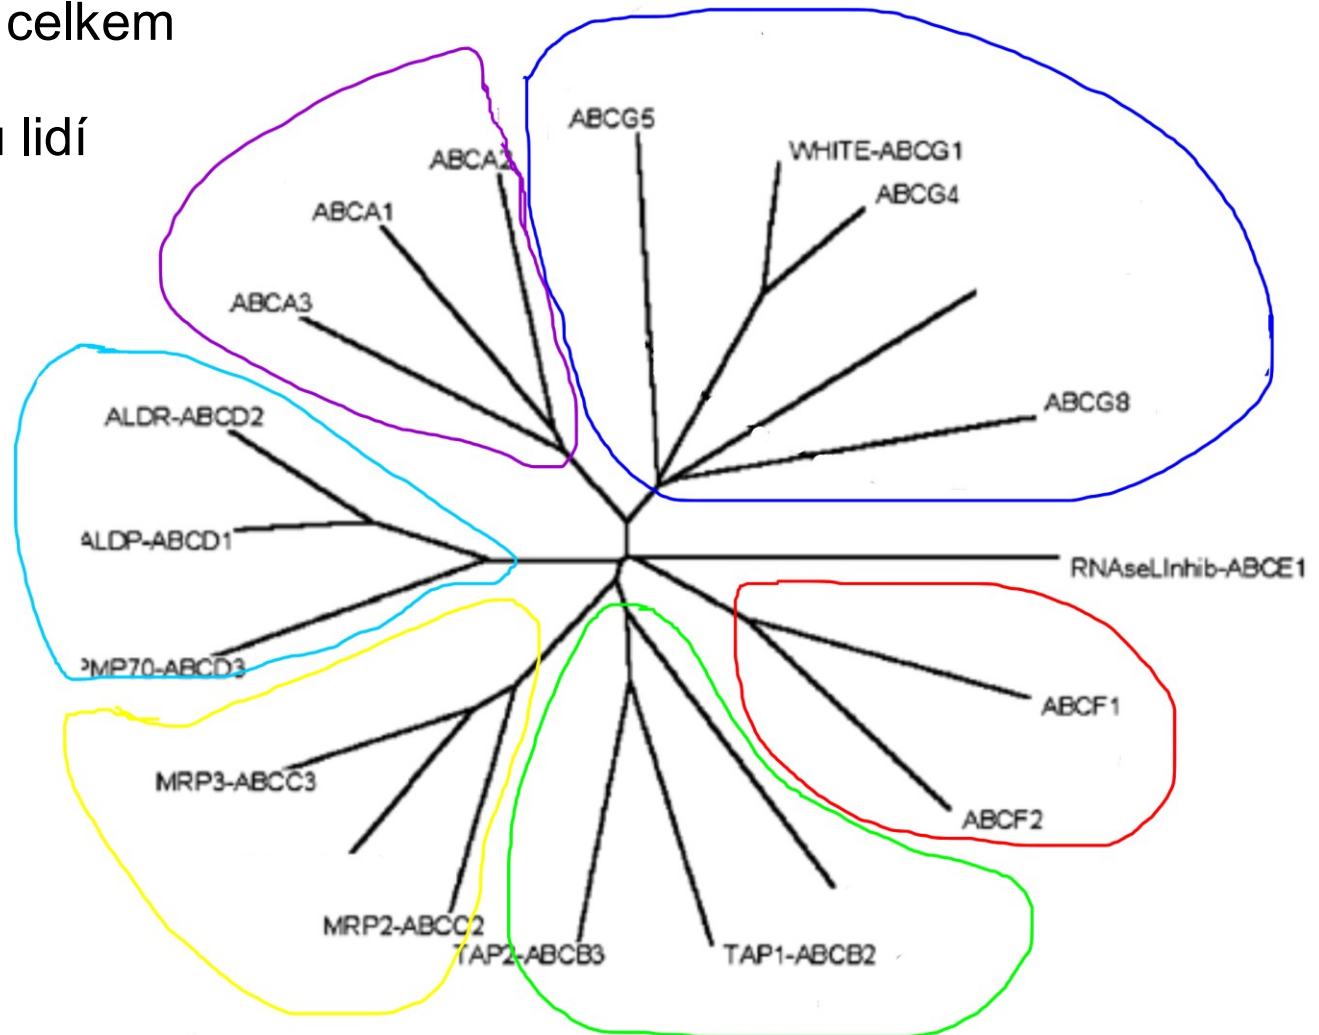 celkem
lidí
ABCG5
WHITE-ABCG1
ABCA2
ABCG4
ABCA1
ABCA3
ABCG8
ALDR-ABCD2
ALDP-ABCD1
RNAseLInhib-ABCE1
PMP70-ABCD3
ABCF1
MRP3-ABCC3
ABCF2
MRP2-ABCC2
TAP2-ABCB3
TAP1-ABCB2